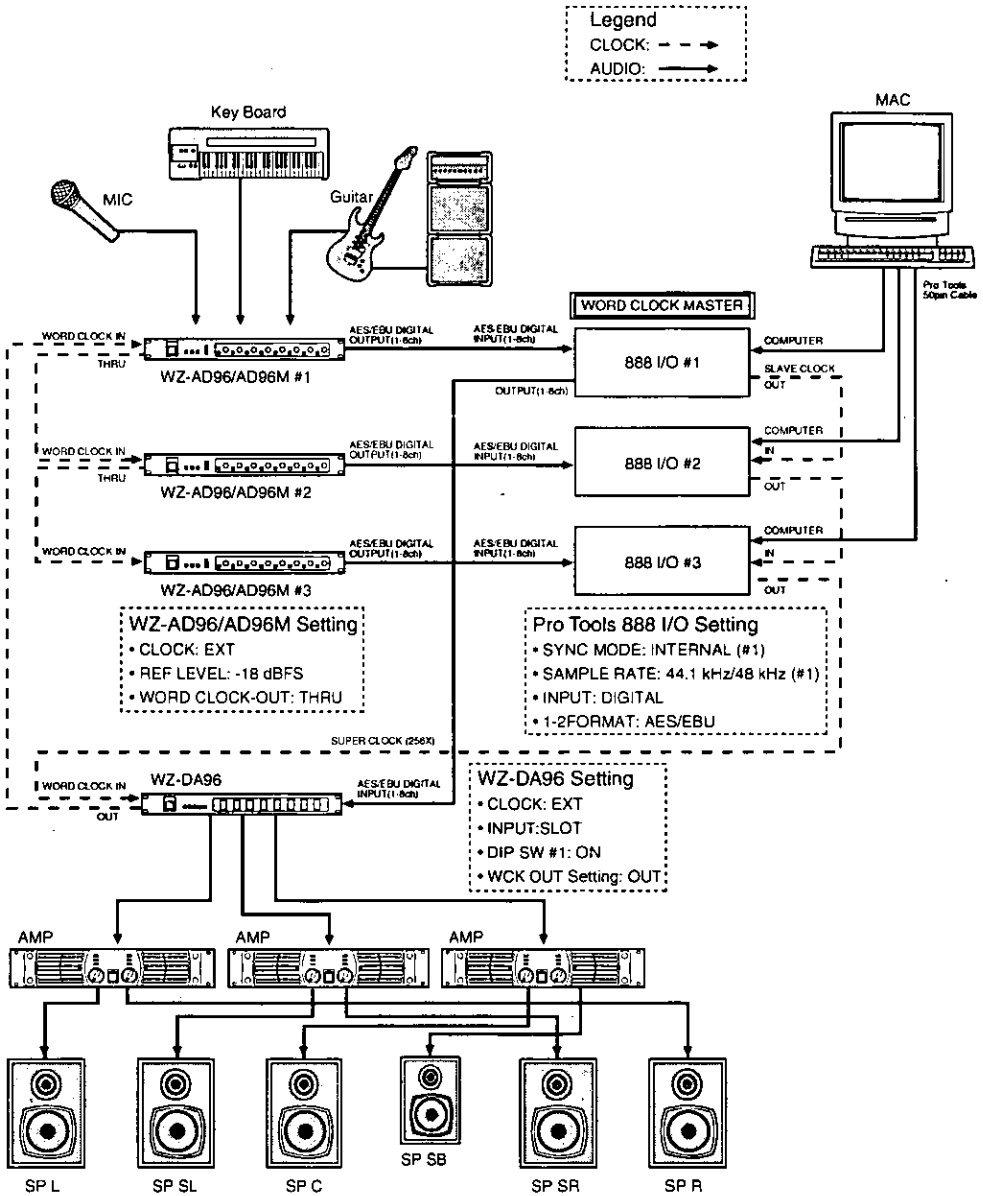 Legend
CLOCK:
AUDIO:
MAC
Key Board
MIC
Guitar
Pro Tools
50pin Cable
WORD CLOCK MASTER
WORD CLOCK IN
THRU
WZ-AD96/AD96M #1
AES/EBU DIGITAL
OUTPUT(1-8ch)
AES/EBU DIGITAL
INPUT(1-8ch)
888 I/O #1
COMPUTER
SLAVE CLOCK
OUT
OUTPUT(1-8ch)
WORD CLOCK IN
THRU
WZ-AD96/AD96M #2
AES/EBU DIGITAL
OUTPUT(1-8ch)
AES/EBU DIGITAL
INPUT(1-8ch)
888 I/O #2
COMPUTER
IN
OUT
WORD CLOCK IN
WZ-AD96/AD96M #3
AES/EBU DIGITAL
OUTPUT(1-8ch)
AES/EBU DIGITAL
INPUT(1-8ch)
888 I/O #3
COMPUTER
IN
OUT
WZ-AD96/AD96M Setting
• CLOCK: EXT
• REF LEVEL: -18 dBFS
• WORD CLOCK-OUT: THRU
Pro Tools 888 I/O Setting
• SYNC MODE: INTERNAL (#1)
• SAMPLE RATE: 44.1 kHz/48 kHz (#1)
• INPUT: DIGITAL
• 1-2FORMAT: AES/EBU
SUPER CLOCK (256X)
WZ-DA96
WORD CLOCK IN
OUT
AES/EBU DIGITAL
INPUT(1-8ch)
WZ-DA96 Setting
• CLOCK: EXT
• INPUT:SLOT
• DIP SW #1: ON
• WCK OUT Setting: OUT
AMP
AMP
AMP
SP L
SP SL
SP C
SP SB
SP SR
SP R